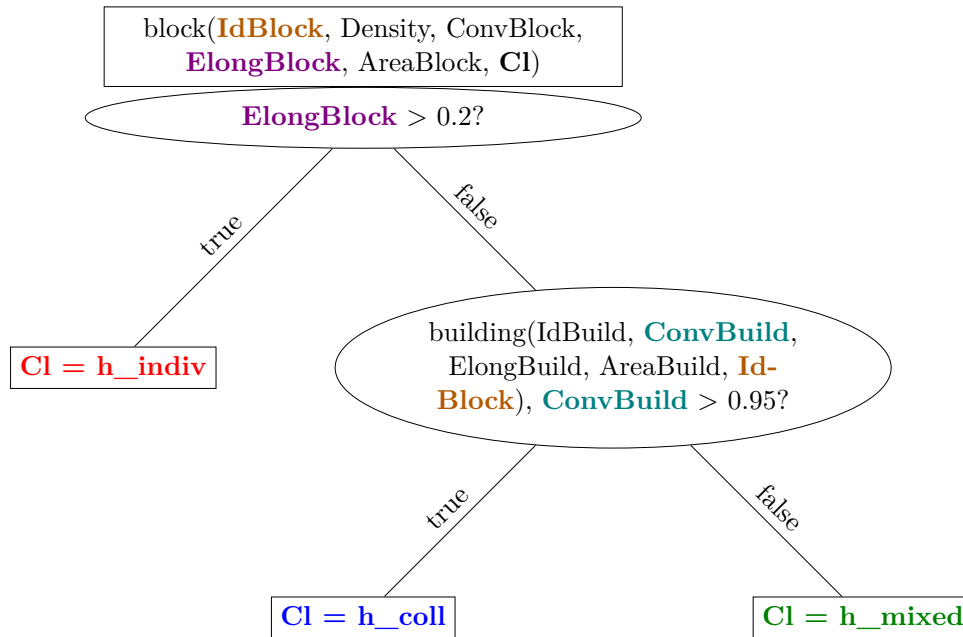 block(IdBlock, Density, ConvBlock,
ElongBlock, AreaBlock, Cl)
ElongBlock > 0.2?
true
false
building(IdBuild, ConvBuild,
ElongBuild, AreaBuild, Id-
Block), ConvBuild > 0.95?
Cl = h_indiv
true
false
Cl = h_coll
Cl = h_mixed